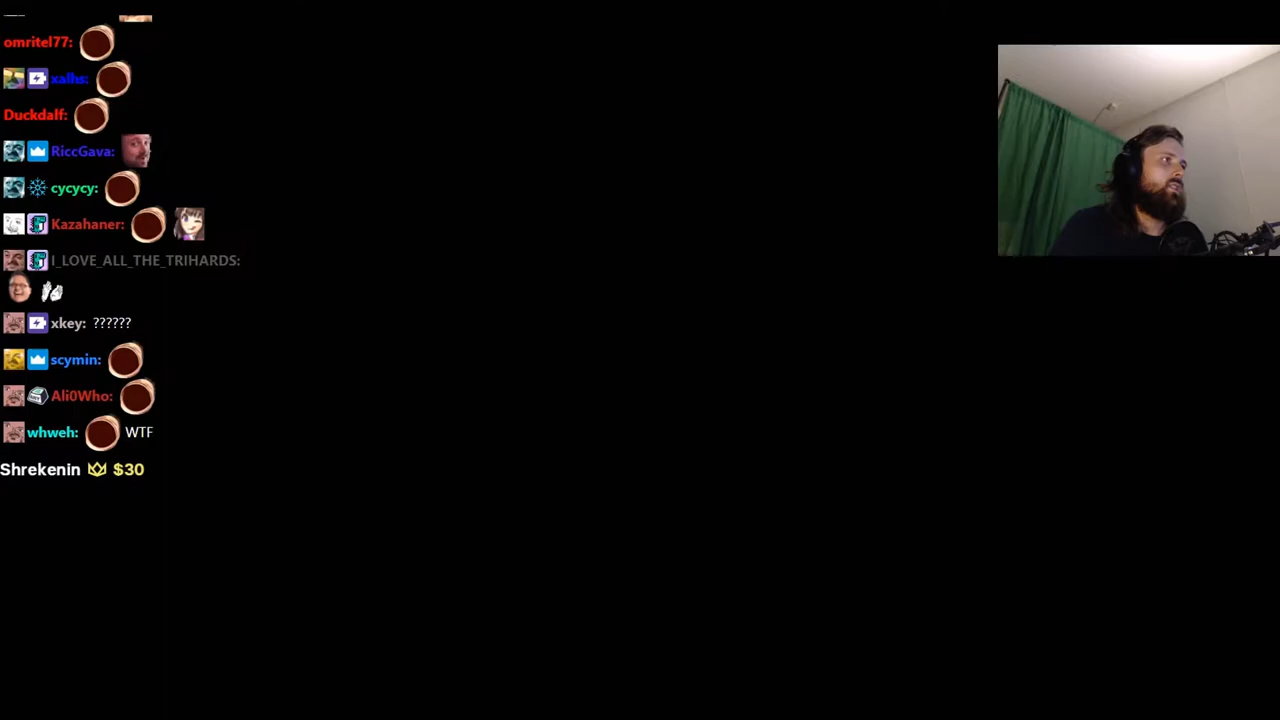 omritel77:
xalhs:
Duckdalf:
RiccGava:
cycycy:
Kazahaner:
I_LOVE_ALL_THE_TRIHARDS:
xkey: ??????
scymin:
Ali0Who:
whweh: WTF
Shrekenin $30